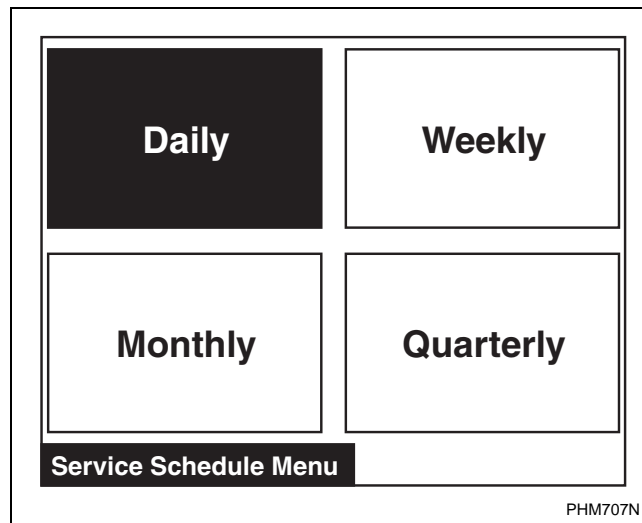 Daily
Weekly
Monthly
Quarterly
Service Schedule Menu
PHM707N